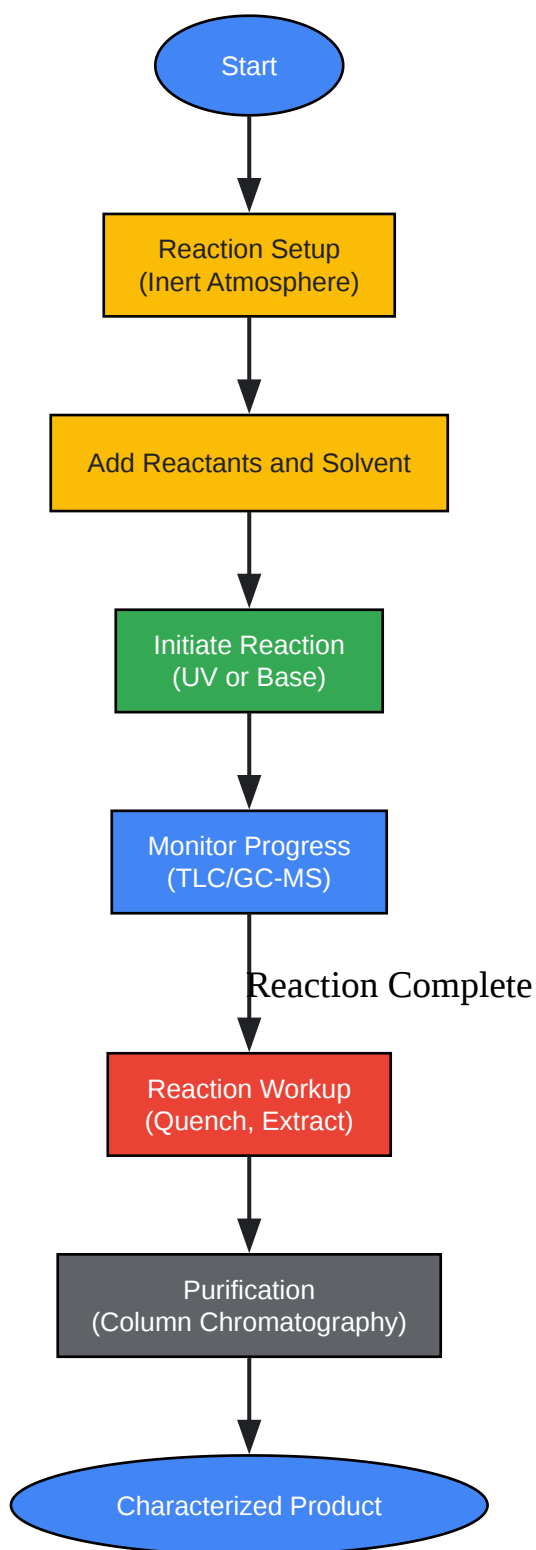 Start
Reaction Setup
(Inert Atmosphere)
Add Reactants and Solvent
Initiate Reaction
(UV or Base)
Monitor Progress
(TLC/GC-MS)
Reaction Complete
Reaction Workup
(Quench, Extract)
Purification
(Column Chromatography)
Characterized Product